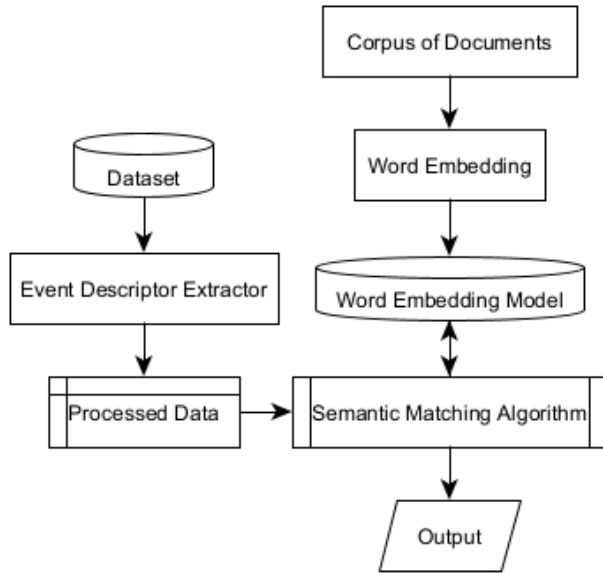 Corpus of Documents
Word Embedding
Dataset
Event Descriptor Extractor
Word Embedding Model
Processed Data
Semantic Matching Algorithm
Output